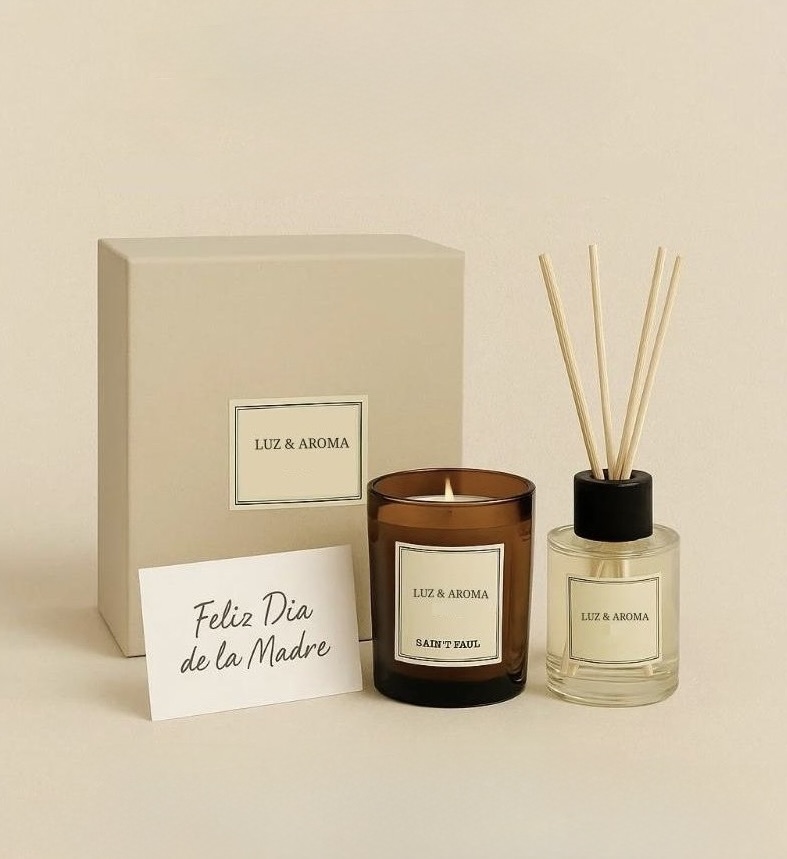 LUZ & AROMA
Feliz Dia
de la Madre
LUZ & AROMA
SAIN'T FAUL
LUZ & AROMA